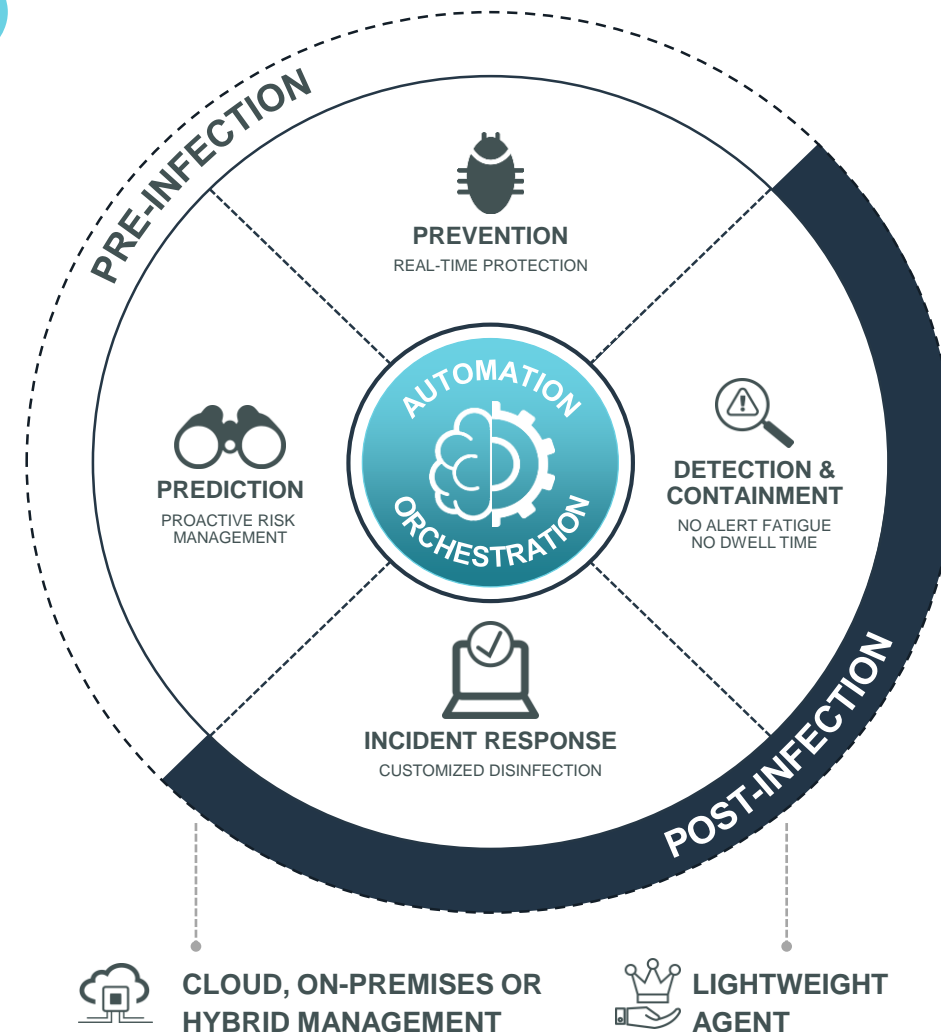 PRE-INFECTION
PREVENTION
REAL-TIME PROTECTION
AUTOMATION
ORCHESTRATION
PREDICTION
PROACTIVE RISK
MANAGEMENT
DETECTION &
CONTAINMENT
NO ALERT FATIGUE
NO DWELL TIME
INCIDENT RESPONSE
CUSTOMIZED DISINFECTION
POST-INFECTION
CLOUD, ON-PREMISES OR
HYBRID MANAGEMENT
LIGHTWEIGHT
AGENT